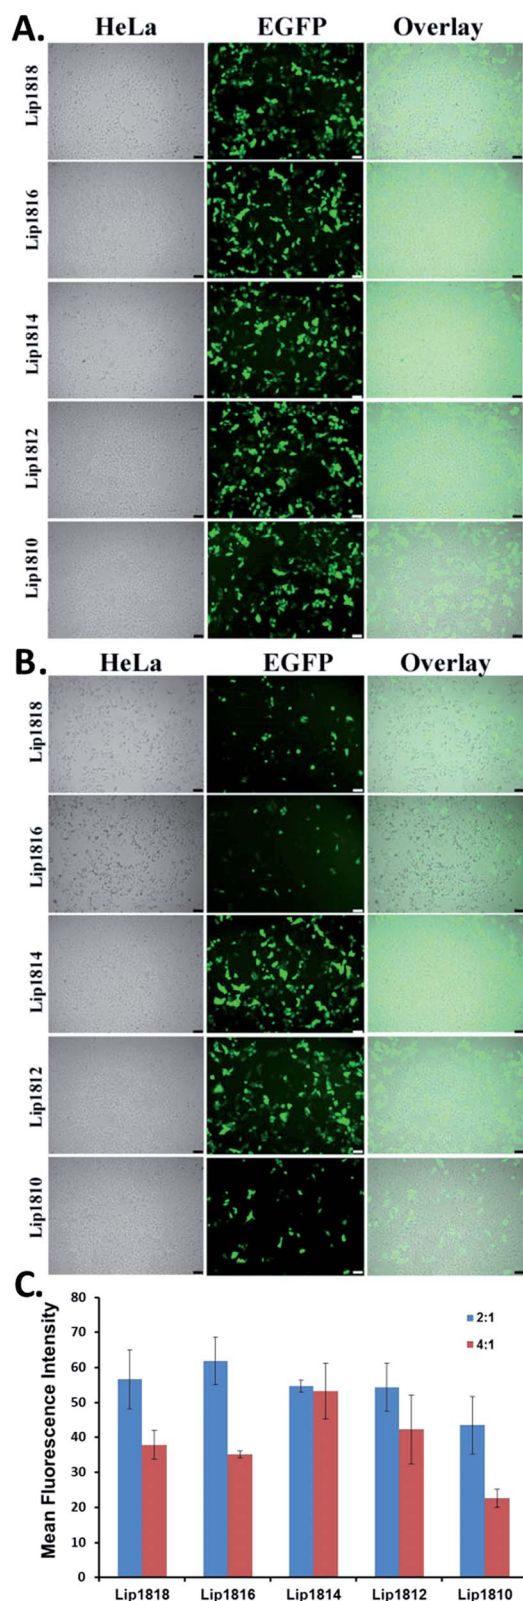 A.
HeLa EGFP Overlay
Lip1818
Lip1816
Lip1814
Lip1812
Lip1810
B.
HeLa EGFP Overlay
Lip1818
Lip1816
Lip1814
Lip1812
Lip1810
C.
Mean Fluorescence Intensity
80
70
60
50
40
30
20
10
0
2:1
4:1
Lip1818 Lip1816 Lip1814 Lip1812 Lip1810